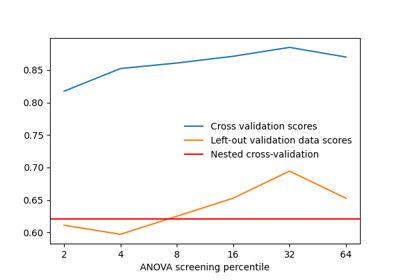 0.85
0.80
0.75
0.70
0.65
0.60
Cross validation scores
Left-out validation data scores
Nested cross-validation
2 4 8 16 32 64
ANOVA screening percentile